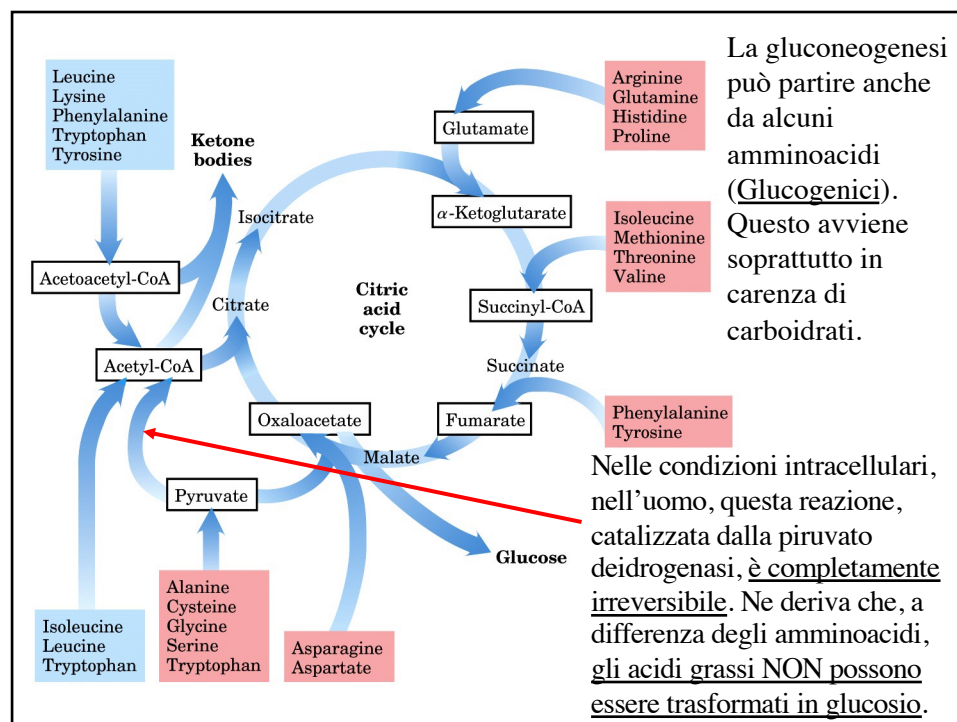 Leucine
Lysine
Phenylalanine
Tryptophan
Tyrosine
Ketone
bodies
Glutamate
Arginine
Glutamine
Histidine
Proline
La gluconeogenesi
può partire anche
da alcuni
amminoacidi
(Glucogenici).
Questo avviene
soprattutto in
carenza di
carboidrati.
Isocitrate
α-Ketoglutarate
Isoleucine
Methionine
Threonine
Valine
Acetoacetyl-CoA
Citrate
Citric
acid
cycle
Succinyl-CoA
Acetyl-CoA
Succinate
Oxaloacetate
Fumarate
Phenylalanine
Tyrosine
Malate
Pyruvate
Glucose
Nelle condizioni intracellulari,
nell’uomo, questa reazione,
catalizzata dalla piruvato
deidrogenasi, è completamente
irreversibile. Ne deriva che, a
differenza degli amminoacidi,
gli acidi grassi NON possono
essere trasformati in glucosio.
Isoleucine
Leucine
Tryptophan
Alanine
Cysteine
Glycine
Serine
Tryptophan
Asparagine
Aspartate